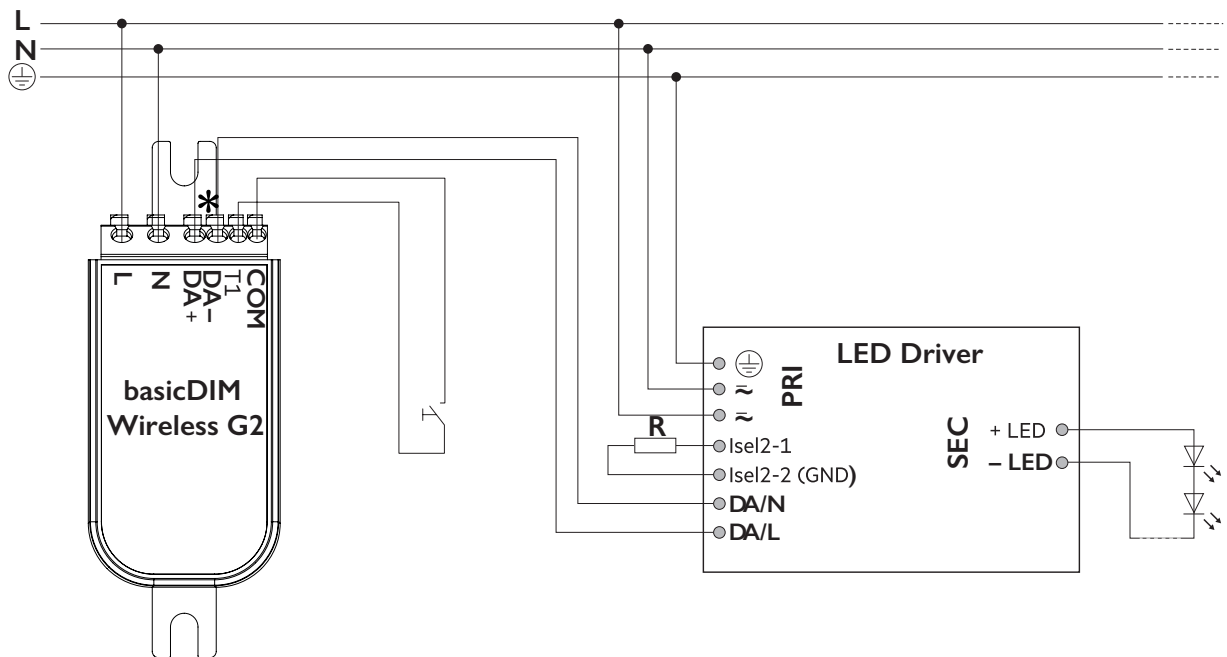 L
N
*
L
N
DA+
DA–
T1
COM
basicDIM
Wireless G2
LED Driver
PRI
≂
≂
R
Isel2-1
Isel2-2 (GND)
DA/N
DA/L
SEC
+ LED
– LED